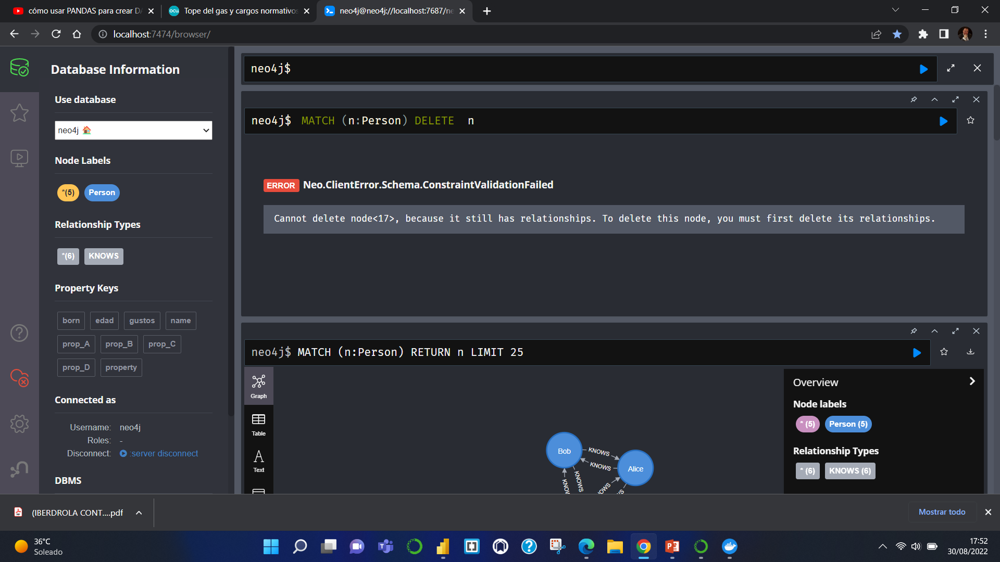 cómo usar PANDAS para crear DA
Tope del gas y cargos normativos
neo4j@neo4j://localhost:7687/ne
localhost:7474/browser/
Database Information
Use database
neo4j
Node Labels
*(5) Person
Relationship Types
*(6) KNOWS
Property Keys
born edad gustos name
prop_A prop_B prop_C
prop_D property
Connected as
Username: neo4j
Roles: -
Disconnect: :server disconnect
DBMS
neo4j$
neo4j$ MATCH (n:Person) DELETE n
ERROR Neo.ClientError.Schema.ConstraintValidationFailed
Cannot delete node<17>, because it still has relationships. To delete this node, you must first delete its relationships.
neo4j$ MATCH (n:Person) RETURN n LIMIT 25
Graph
Table
Text
Bob
KNOWS
KNOWS
Alice
KNOWS
Overview
Node labels
* (5) Person (5)
Relationship Types
* (6) KNOWS (6)
(IBERDROLA CONT....pdf
Mostrar todo
36°C
Soleado
17:52
30/08/2022